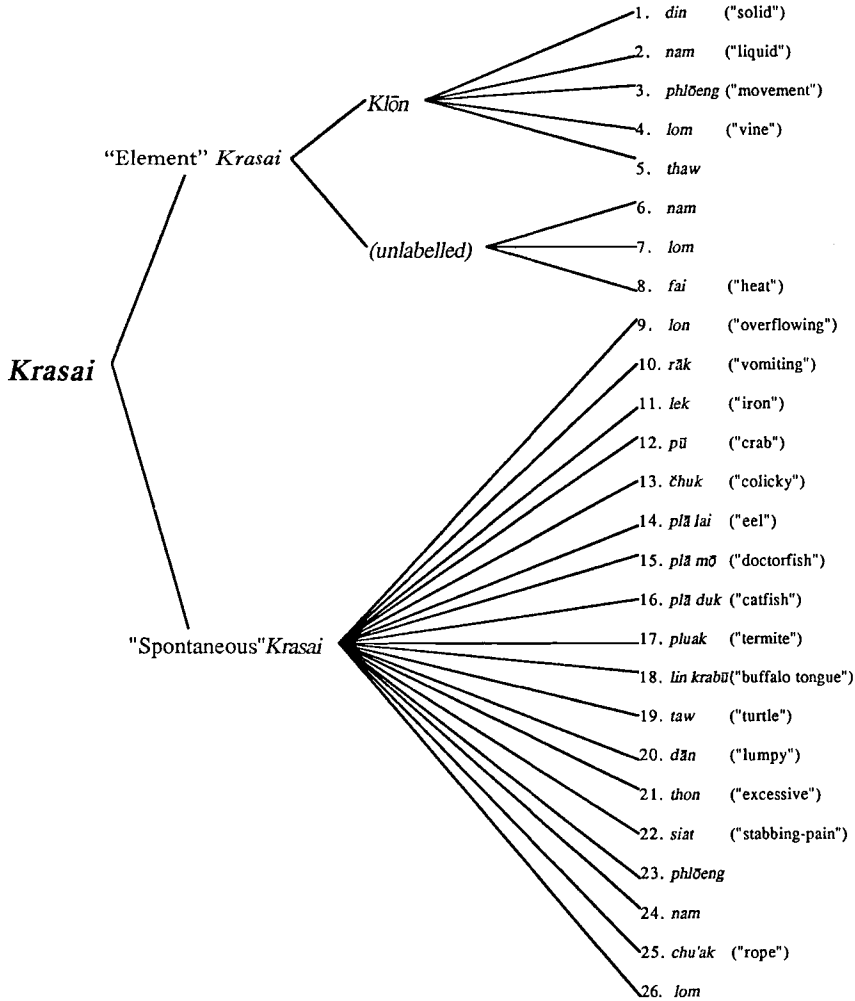 1. din ("solid")
2. nam ("liquid")
Klōn
3. phlōeng ("movement")
4. lom ("vine")
"Element" Krasai
5. thaw
6. nam
(unlabelled)
7. lom
8. fai ("heat")
9. lon ("overflowing")
Krasai
10. rāk ("vomiting")
11. lek ("iron")
12. pū ("crab")
13. čhuk ("colicky")
14. plā lai ("eel")
15. plā mō ("doctorfish")
16. plā duk ("catfish")
"Spontaneous" Krasai
17. pluak ("termite")
18. lin krabū ("buffalo tongue")
19. taw ("turtle")
20. dān ("lumpy")
21. thon ("excessive")
22. siat ("stabbing-pain")
23. phlōeng
24. nam
25. chu'ak ("rope")
26. lom